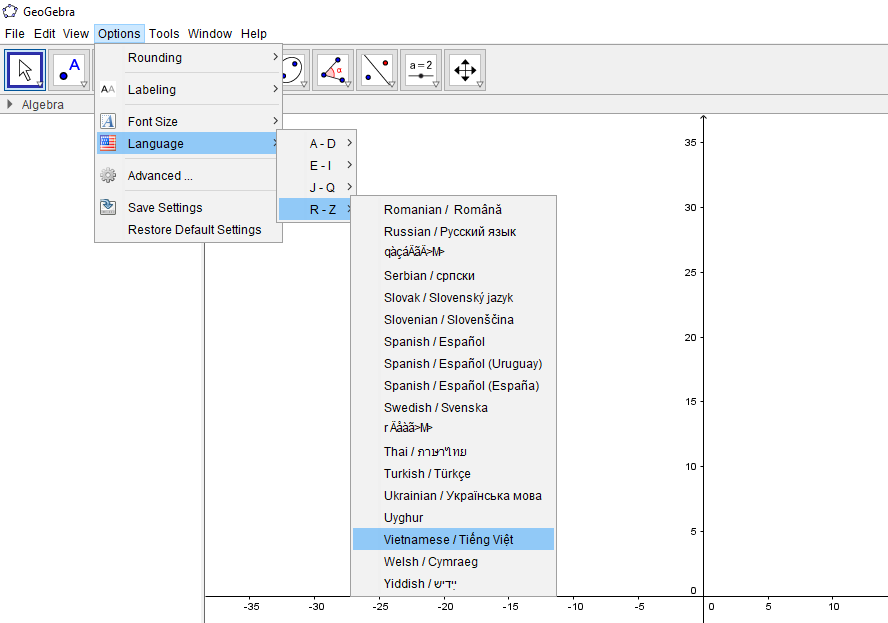 GeoGebra
File Edit View Options Tools Window Help
a=2
Algebra
Rounding
Labeling
Font Size
Language
Advanced ...
Save Settings
Restore Default Settings
A - D
E - I
J - Q
R - Z
Romanian / Română
Russian / Русский язык
qàçáÄãÄ>M>
Serbian / српски
Slovak / Slovenský jazyk
Slovenian / Slovenščina
Spanish / Español
Spanish / Español (Uruguay)
Spanish / Español (España)
Swedish / Svenska
r Äåàã>M>
Thai / ภาษาไทย
Turkish / Türkçe
Ukrainian / Українська мова
Uyghur
Vietnamese / Tiếng Việt
Welsh / Cymraeg
Yiddish / ייִדיש
35
30
25
20
15
10
5
0
-35 -30 -25 -20 -15 -10 -5 0 5 10